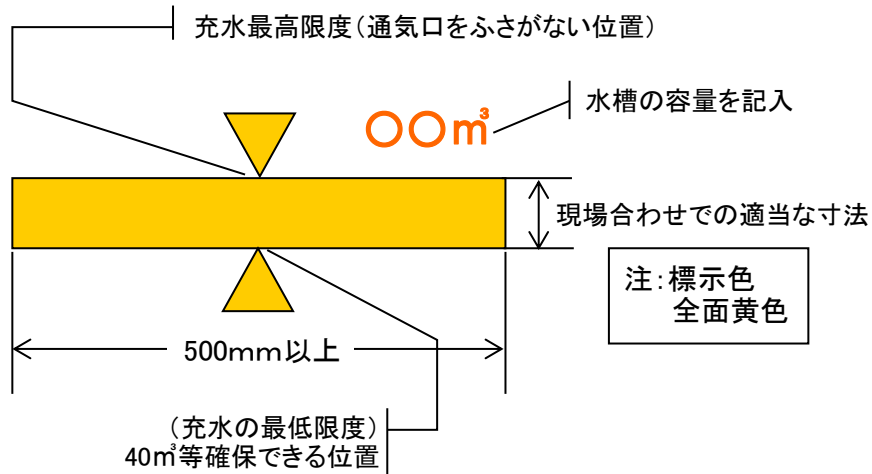 充水最高限度(通気口をふさがない位置)
〇〇㎥
水槽の容量を記入
現場合わせでの適当な寸法
注:標示色
全面黄色
500mm以上
(充水の最低限度)
40㎥等確保できる位置